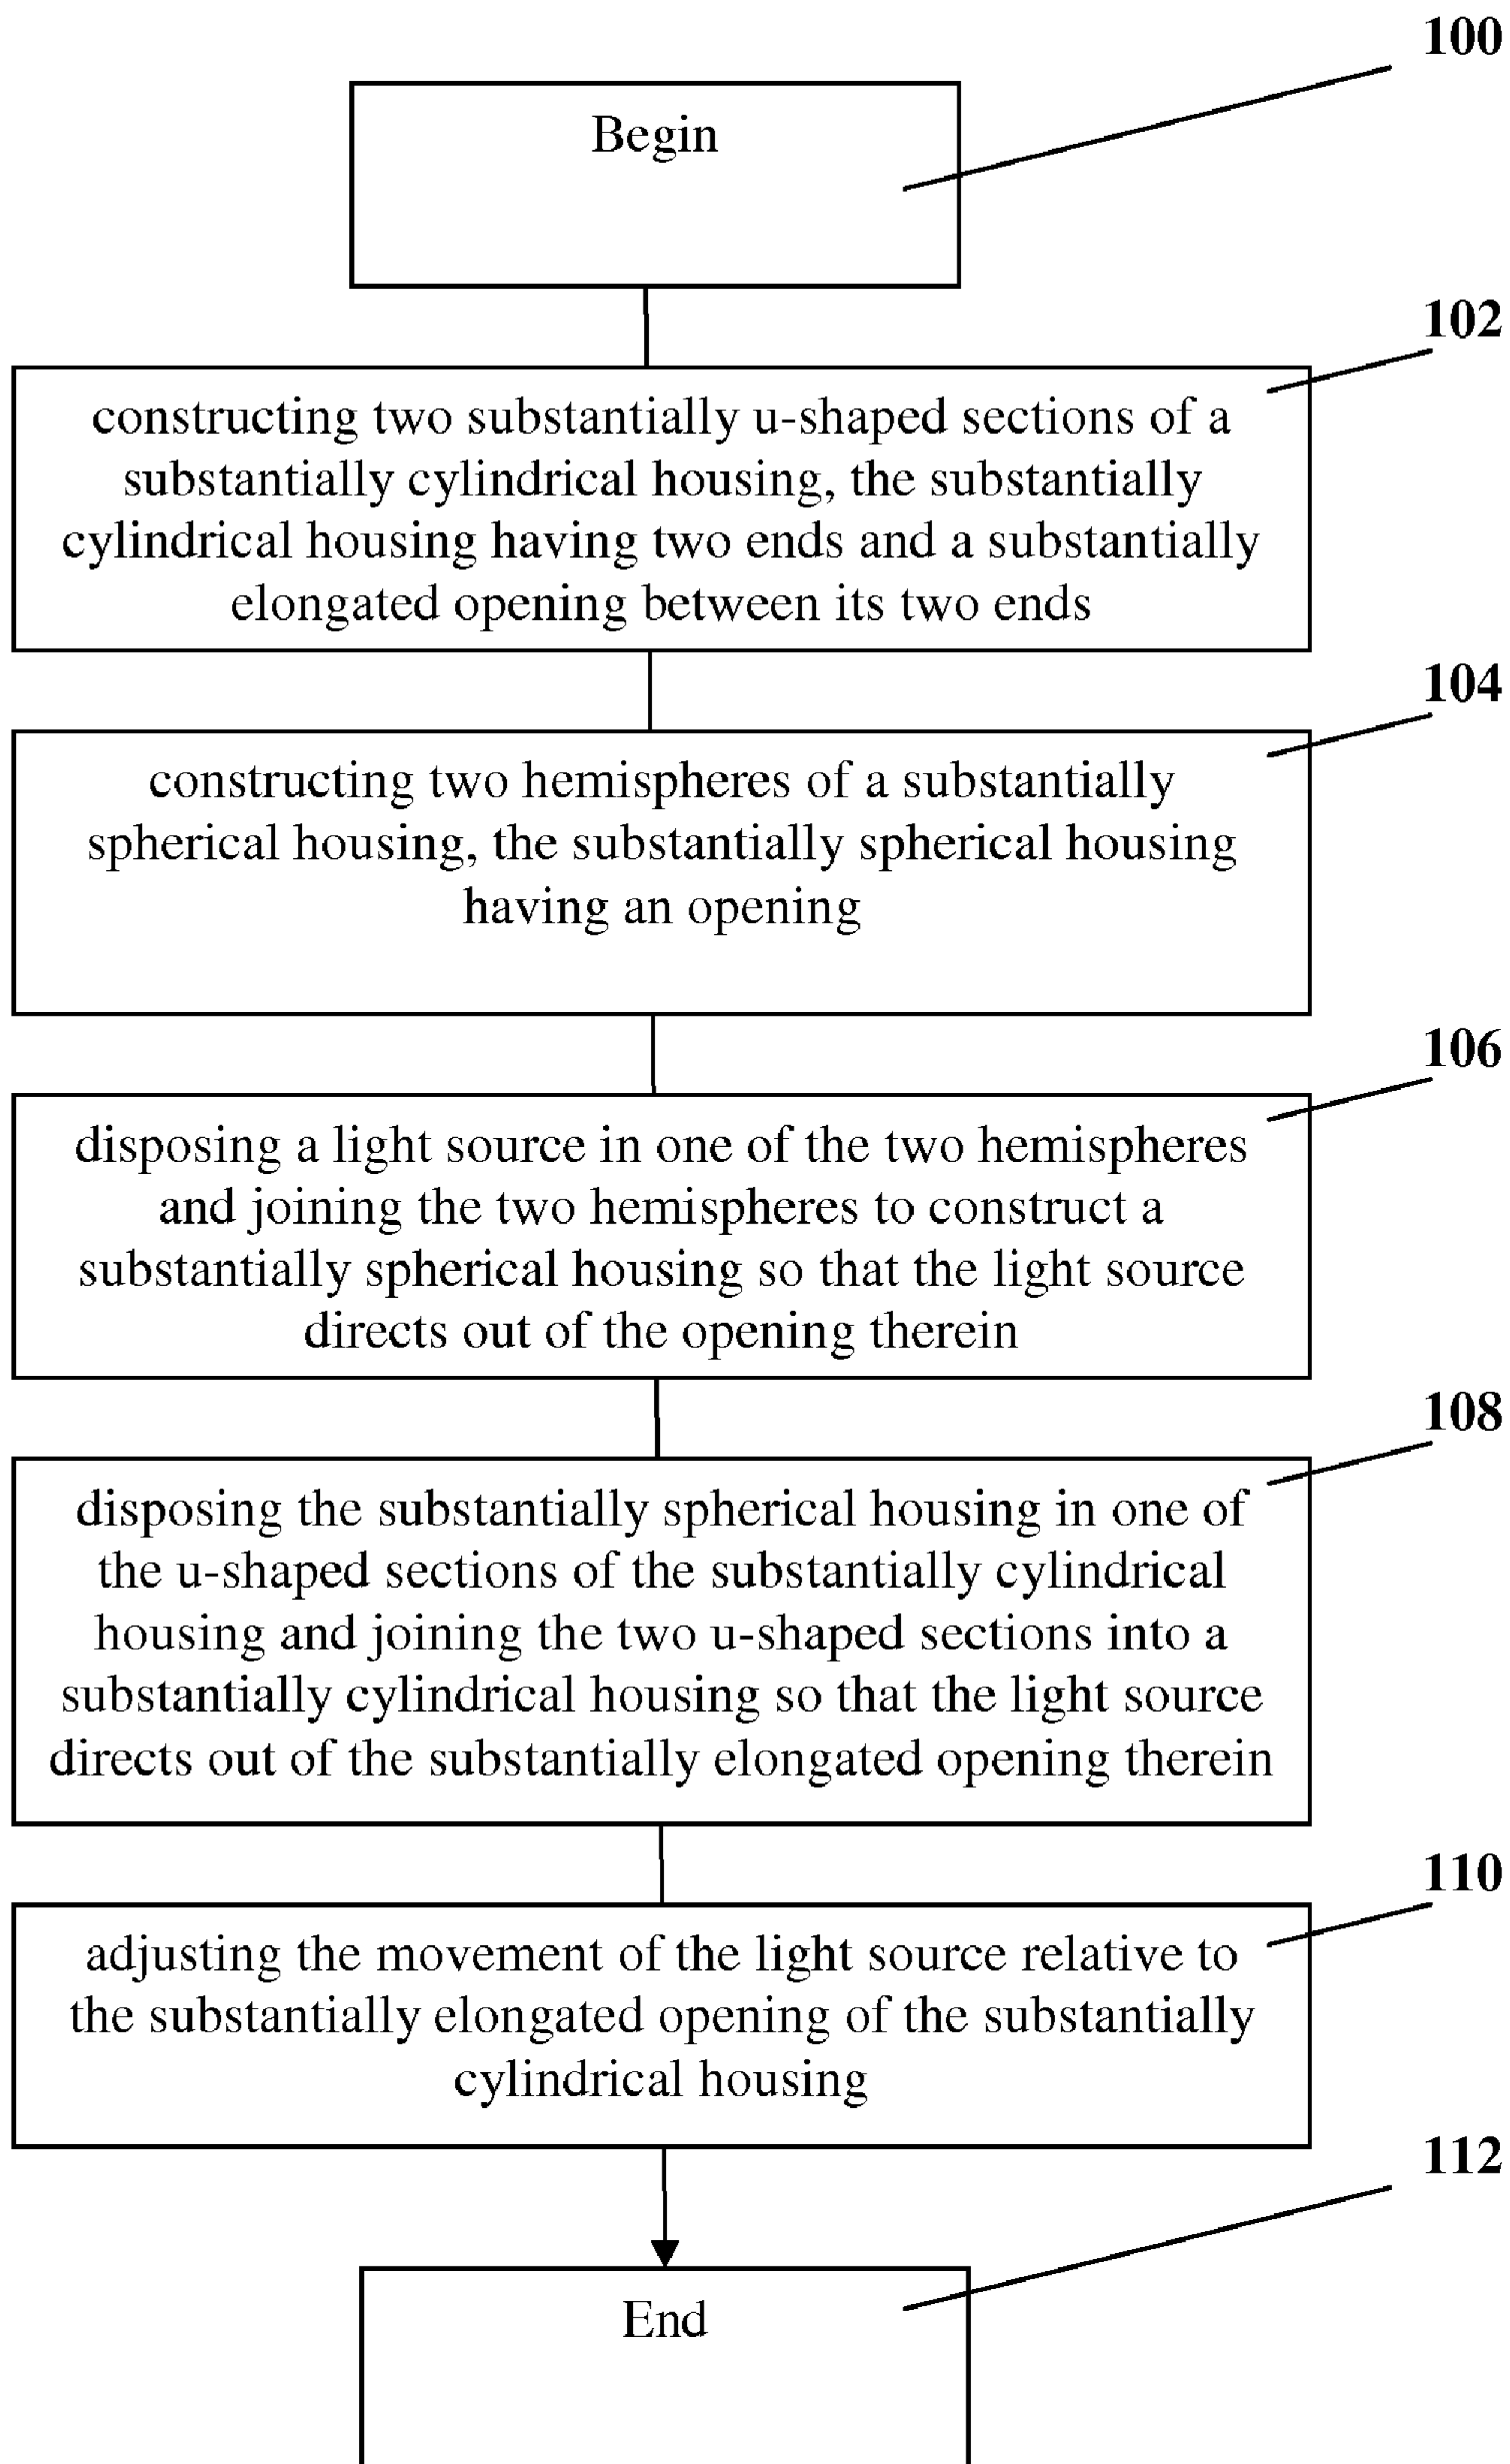 100
Begin
102
constructing two substantially u-shaped sections of a
substantially cylindrical housing, the substantially
cylindrical housing having two ends and a substantially
elongated opening between its two ends
104
constructing two hemispheres of a substantially
spherical housing, the substantially spherical housing
having an opening
106
disposing a light source in one of the two hemispheres
and joining the two hemispheres to construct a
substantially spherical housing so that the light source
directs out of the opening therein
108
disposing the substantially spherical housing in one of
the u-shaped sections of the substantially cylindrical
housing and joining the two u-shaped sections into a
substantially cylindrical housing so that the light source
directs out of the substantially elongated opening therein
110
adjusting the movement of the light source relative to
the substantially elongated opening of the substantially
cylindrical housing
112
End